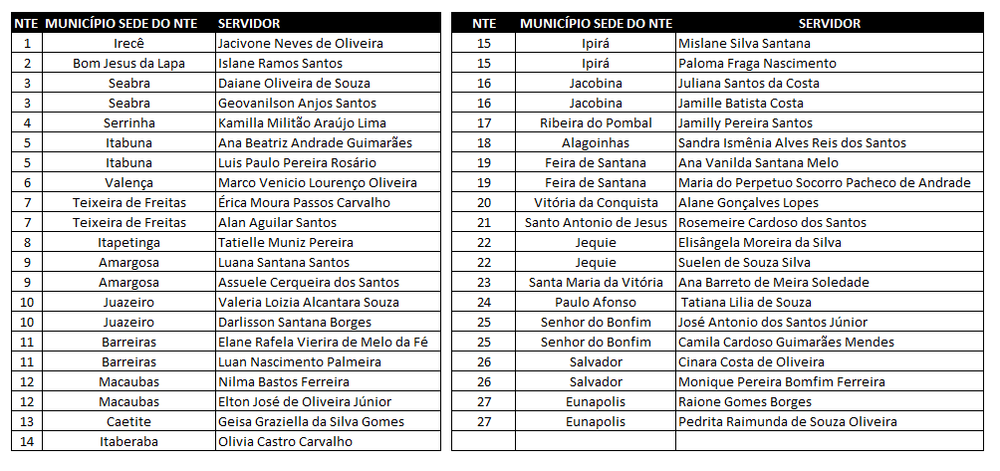 NTE MUNICÍPIO SEDE DO NTE SERVIDOR
1 Irecê Jacivone Neves de Oliveira
2 Bom Jesus da Lapa Islane Ramos Santos
3 Seabra Daiane Oliveira de Souza
3 Seabra Geovanilson Anjos Santos
4 Serrinha Kamilla Militão Araújo Lima
5 Itabuna Ana Beatriz Andrade Guimarães
5 Itabuna Luis Paulo Pereira Rosário
6 Valença Marco Venicio Lourenço Oliveira
7 Teixeira de Freitas Érica Moura Passos Carvalho
7 Teixeira de Freitas Alan Aguilar Santos
8 Itapetinga Tatielle Muniz Pereira
9 Amargosa Luana Santana Santos
9 Amargosa Assuele Cerqueira dos Santos
10 Juazeiro Valeria Loizia Alcantara Souza
10 Juazeiro Darlisson Santana Borges
11 Barreiras Elane Rafela Vierira de Melo da Fé
11 Barreiras Luan Nascimento Palmeira
12 Macaubas Nilma Bastos Ferreira
12 Macaubas Elton José de Oliveira Júnior
13 Caetite Geisa Graziella da Silva Gomes
14 Itaberaba Olivia Castro Carvalho
NTE MUNICÍPIO SEDE DO NTE SERVIDOR
15 Ipirá Mislane Silva Santana
15 Ipirá Paloma Fraga Nascimento
16 Jacobina Juliana Santos da Costa
16 Jacobina Jamille Batista Costa
17 Ribeira do Pombal Jamilly Pereira Santos
18 Alagoinhas Sandra Ismênia Alves Reis dos Santos
19 Feira de Santana Ana Vanilda Santana Melo
19 Feira de Santana Maria do Perpetuo Socorro Pacheco de Andrade
20 Vitória da Conquista Alane Gonçalves Lopes
21 Santo Antonio de Jesus Rosemeire Cardoso dos Santos
22 Jequie Elisângela Moreira da Silva
22 Jequie Suelen de Souza Silva
23 Santa Maria da Vitória Ana Barreto de Meira Soledade
24 Paulo Afonso Tatiana Lilia de Souza
25 Senhor do Bonfim José Antonio dos Santos Júnior
25 Senhor do Bonfim Camila Cardoso Guimarães Mendes
26 Salvador Cinara Costa de Oliveira
26 Salvador Monique Pereira Bomfim Ferreira
27 Eunapolis Raione Gomes Borges
27 Eunapolis Pedrita Raimunda de Souza Oliveira